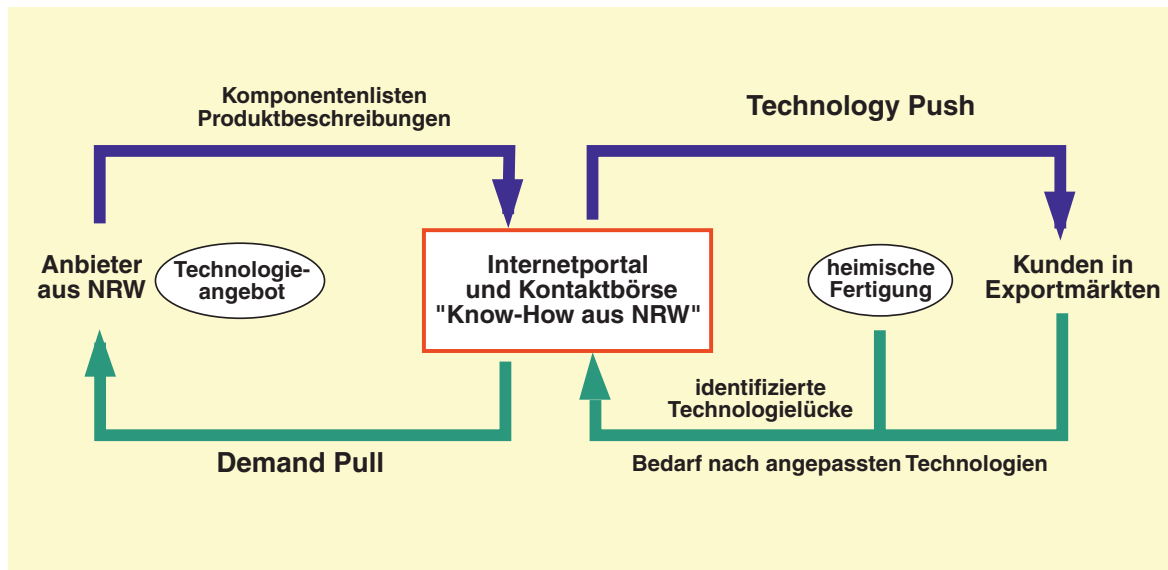 Komponentenlisten
Produktbeschreibungen
Technology Push
Anbieter
aus NRW
Technologie-
angebot
Internetportal
und Kontaktbörse
"Know-How aus NRW"
heimische
Fertigung
Kunden in
Exportmärkten
identifizierte
Technologielücke
Demand Pull
Bedarf nach angepassten Technologien